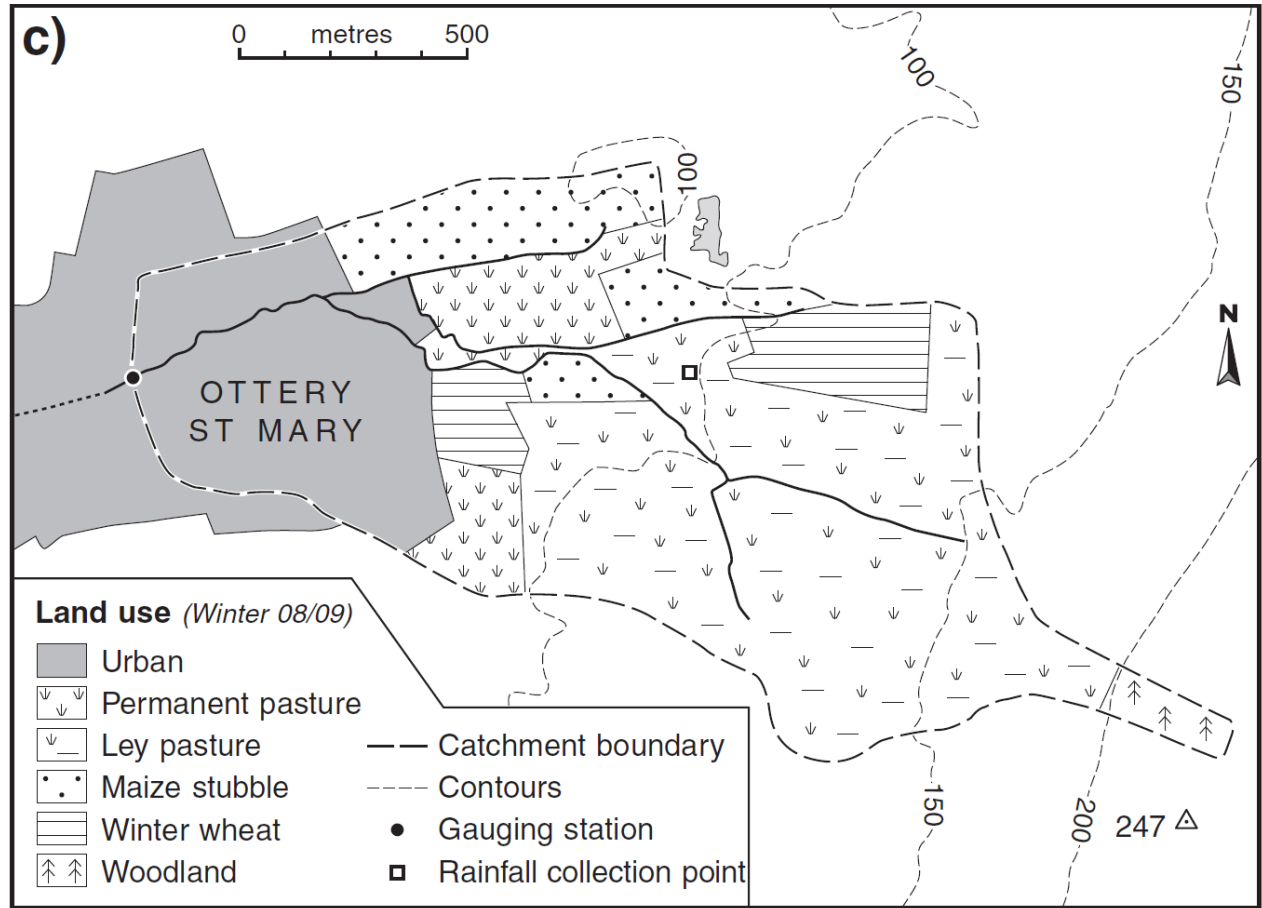 c)
0 metres 500
100
150
100
N
OTTERY
ST MARY
Land use (Winter 08/09)
Urban
Permanent pasture
Ley pasture
Maize stubble
Winter wheat
Woodland
Catchment boundary
Contours
Gauging station
Rainfall collection point
150
200
247